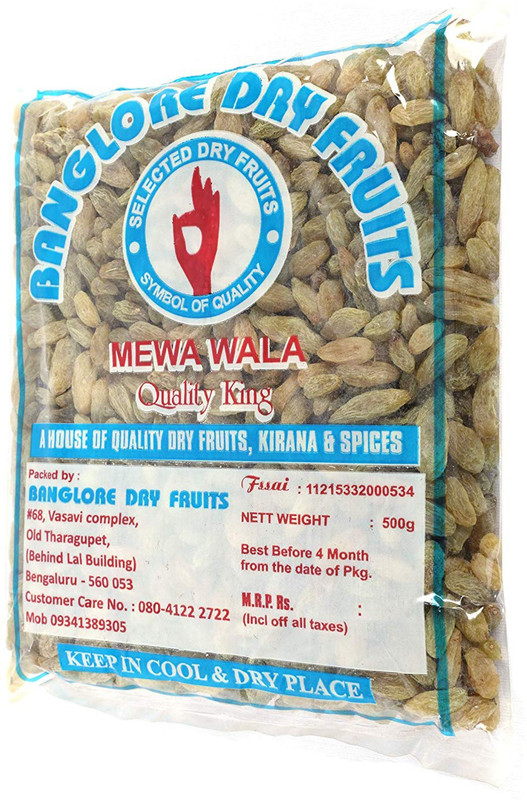 BANGLORE DRY FRUITS
SELECTED DRY FRUITS
SYMBOL OF QUALITY
MEWA WALA
Quality King
A HOUSE OF QUALITY DRY FRUITS, KIRANA & SPICES
Packed by :
BANGLORE DRY FRUITS
#68, Vasavi complex,
Old Tharagupet,
(Behind Lal Building)
Bengaluru - 560 053
Customer Care No. : 080-4122 2722
Mob 09341389305
Fssai : 11215332000534
NETT WEIGHT : 500g
Best Before 4 Month
from the date of Pkg.
M.R.P. Rs. :
(Incl off all taxes)
KEEP IN COOL & DRY PLACE